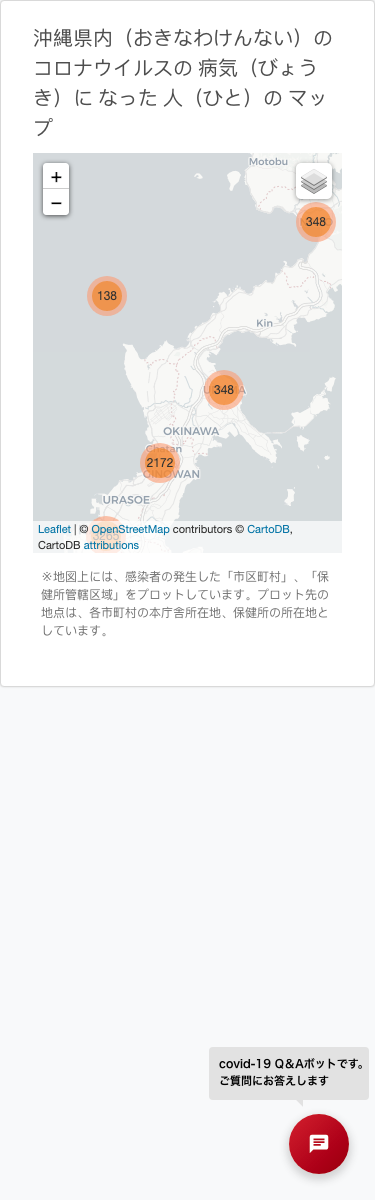 沖縄県内（おきなわけんない）の
コロナウイルスの 病気（びょう
き）に なった 人（ひと）の マッ
プ
Motobu
+
−
348
138
Kin
348
OKINAWA
Chatan
2172
GINOWAN
URASOE
3265
Leaflet | © OpenStreetMap contributors © CartoDB,
CartoDB attributions
※地図上には、感染者の発生した「市区町村」、「保
健所管轄区域」をプロットしています。プロット先の
地点は、各市町村の本庁舎所在地、保健所の所在地と
しています。
covid-19 Q&Aボットです。
ご質問にお答えします